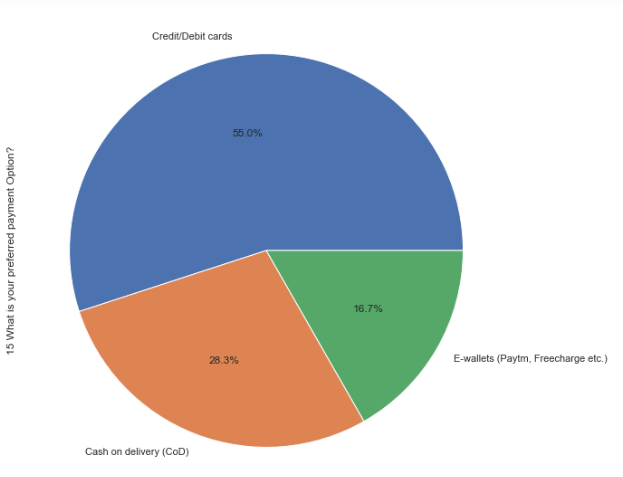 Credit/Debit cards
55.0%
15 What is your preferred payment Option?
16.7%
28.3%
E-wallets (Paytm, Freecharge etc.)
Cash on delivery (CoD)